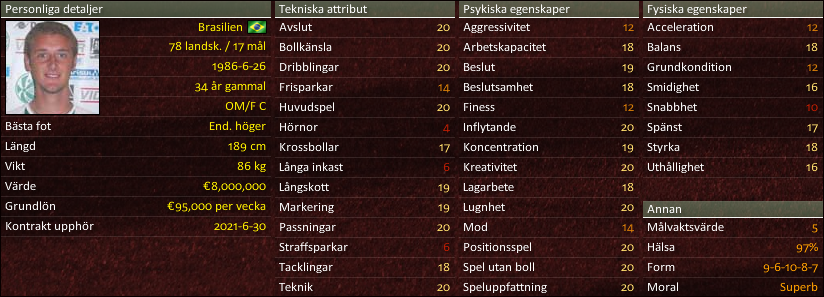 Personliga detaljer
Brasilien
78 landsk. / 17 mål
1986-6-26
34 år gammal
OM/F C
Bästa fot End. höger
Längd 189 cm
Vikt 86 kg
Värde €8,000,000
Grundlön €95,000 per vecka
Kontrakt upphör 2021-6-30
Tekniska attribut
Avslut 20
Bollkänsla 20
Dribblingar 20
Frisparkar 14
Huvudspel 20
Hörnor 4
Krossbollar 17
Långa inkast 6
Långskott 19
Markering 19
Passningar 20
Straffsparkar 6
Tacklingar 18
Teknik 20
Psykiska egenskaper
Aggressivitet 12
Arbetskapacitet 18
Beslut 19
Beslutsamhet 18
Finess 12
Inflytande 20
Koncentration 19
Kreativitet 20
Lagarbete 18
Lugnhet 20
Mod 14
Positionsspel 20
Spel utan boll 20
Speluppfattning 20
Fysiska egenskaper
Acceleration 12
Balans 18
Grundkondition 12
Smidighet 16
Snabbhet 10
Spänst 17
Styrka 18
Uthållighet 16
Annan
Målvaktsvärde 5
Hälsa 97%
Form 9-6-10-8-7
Moral Superb